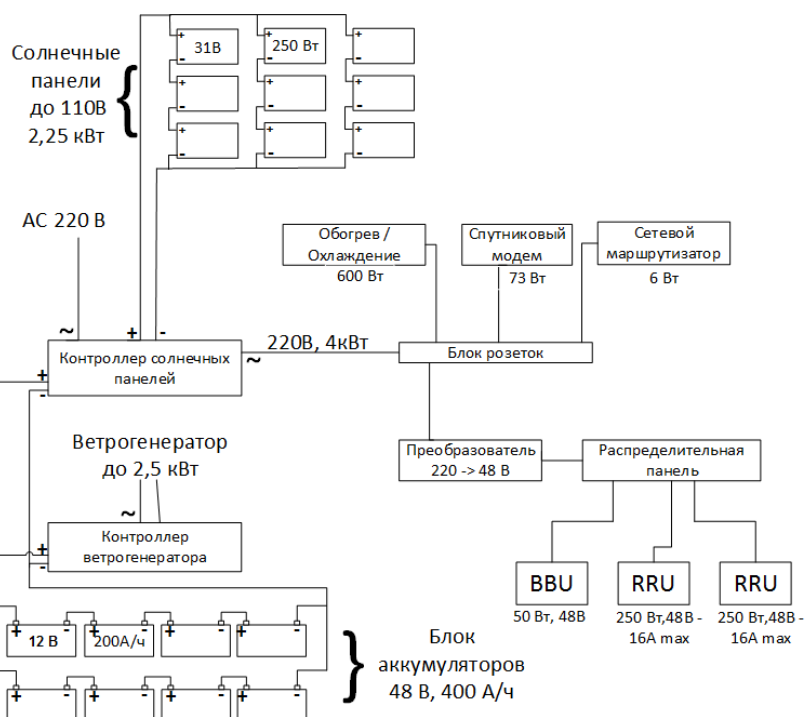 Солнечные
панели
до 110В
2,25 кВт
+
31В
-
+
250 Вт
-
+
-
+
-
+
-
+
-
+
-
+
-
+
-
АС 220 В
~
+
-
Контроллер солнечных
панелей
+
-
~
220В, 4кВт
Обогрев /
Охлаждение
600 Вт
Спутниковый
модем
73 Вт
Сетевой
маршрутизатор
6 Вт
Блок розеток
Преобразователь
220 -> 48 В
Распределительная
панель
BBU
50 Вт, 48В
RRU
250 Вт,48В -
16А max
RRU
250 Вт,48В -
16А max
Ветрогенератор
до 2,5 кВт
~
Контроллер
ветрогенератора
+
-
+
12 В
-
+
200А/ч
-
+
-
+
-
+
-
+
-
+
-
+
-
Блок
аккумуляторов
48 В, 400 А/ч